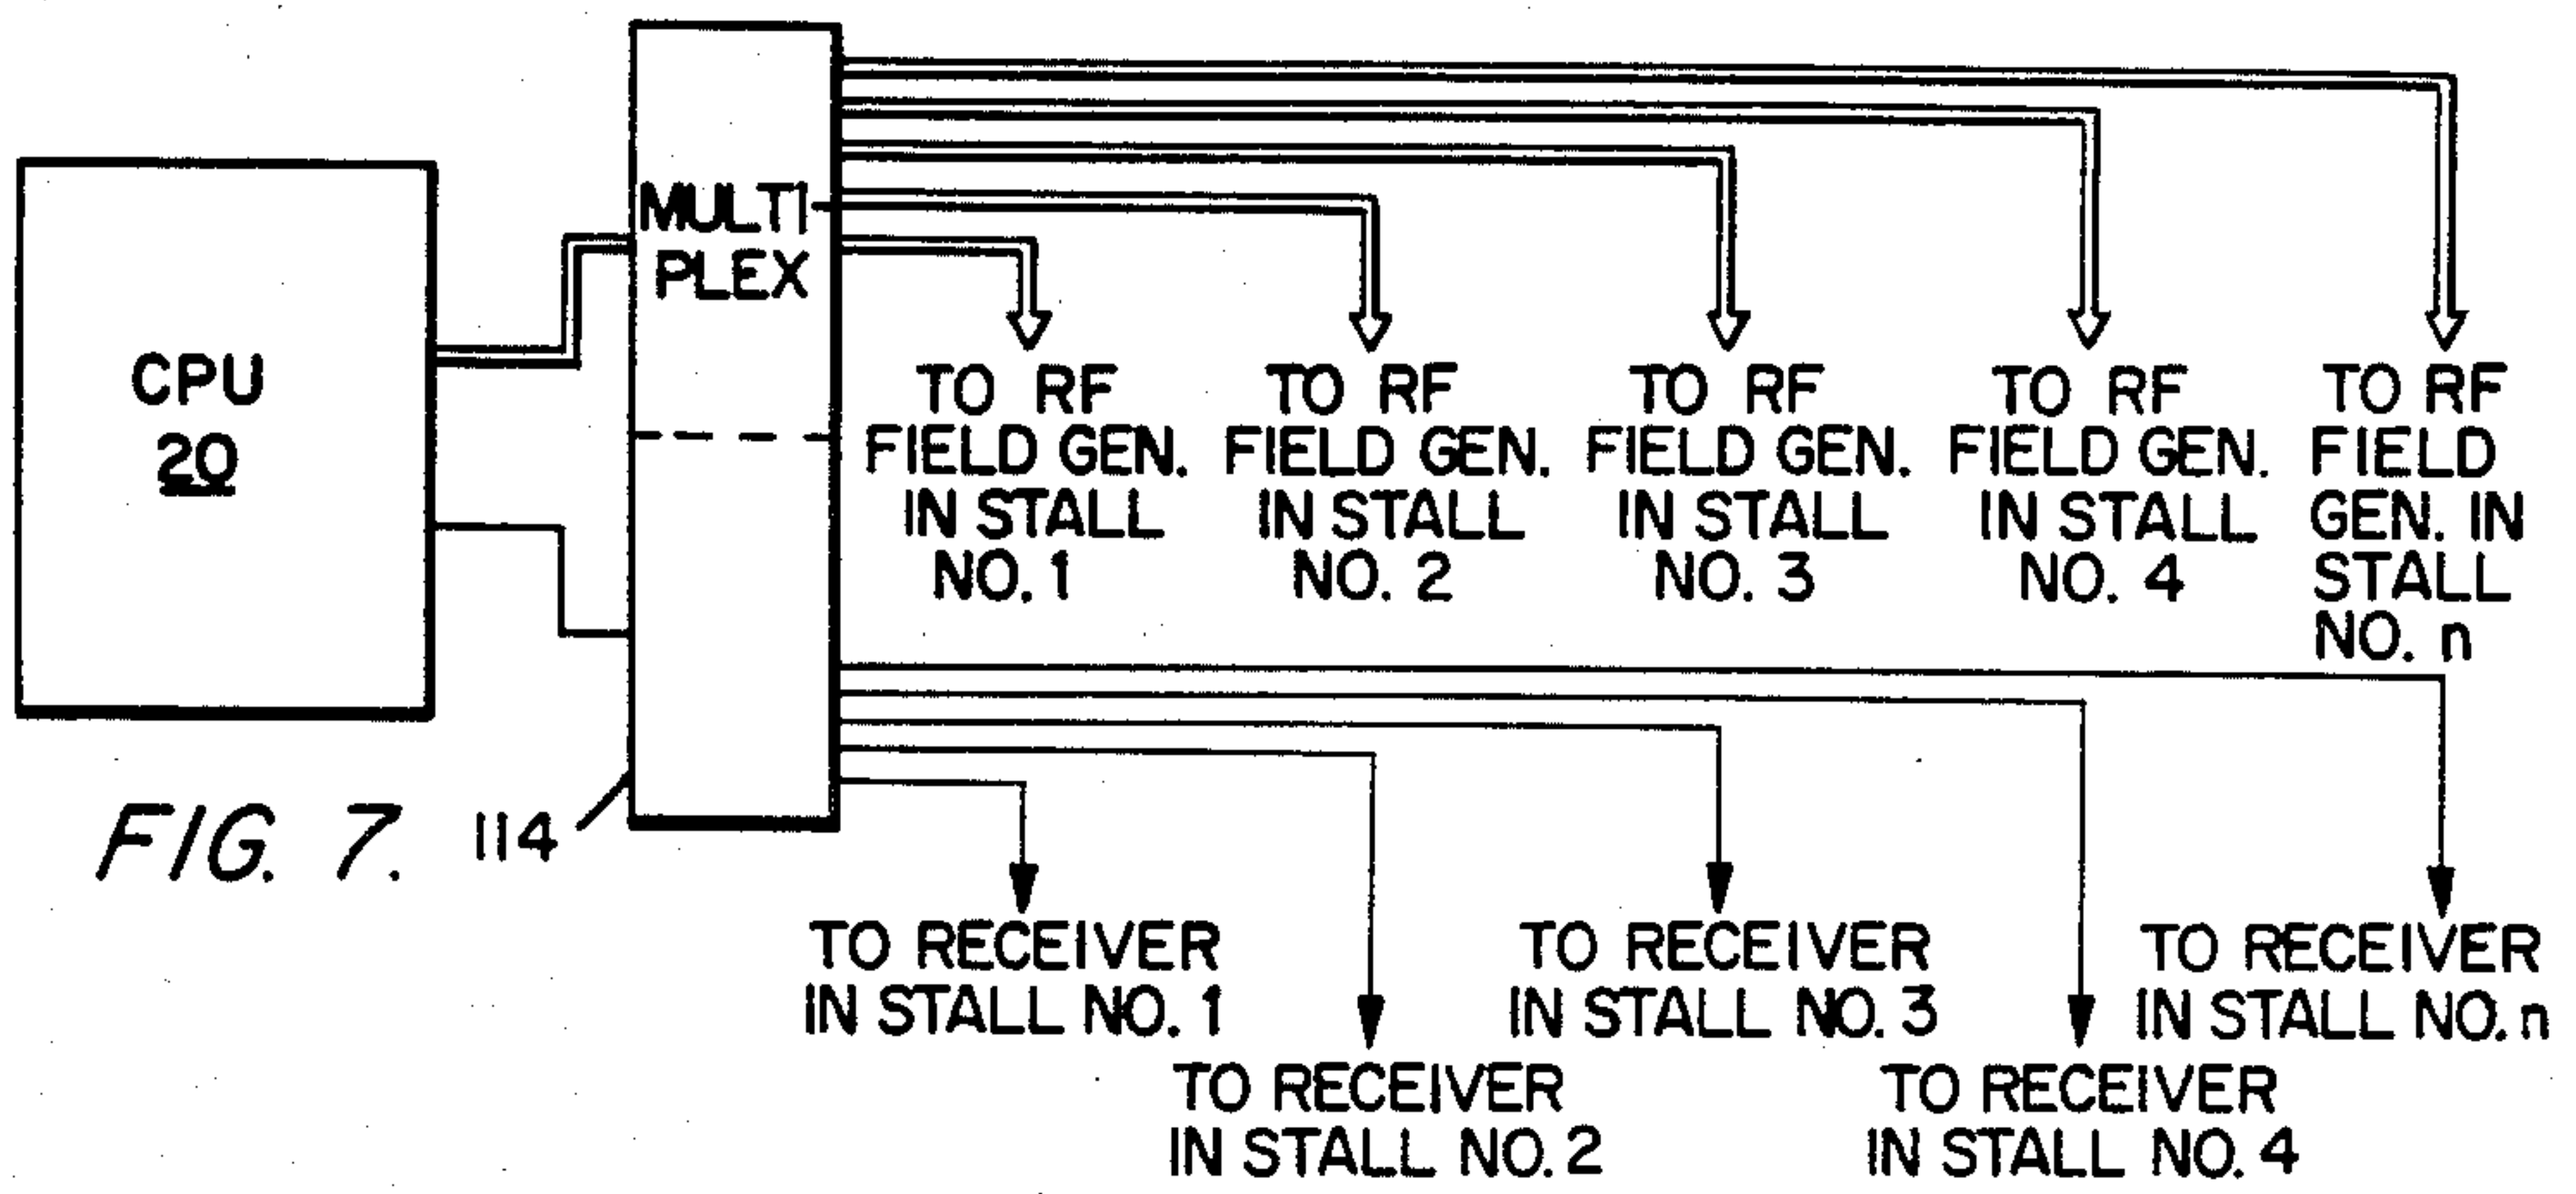 CPU
20
MULTI-
PLEX
TO RF
FIELD GEN.
IN STALL
NO. 1
TO RF
FIELD GEN.
IN STALL
NO. 2
TO RF
FIELD GEN.
IN STALL
NO. 3
TO RF
FIELD GEN.
IN STALL
NO. 4
TO RF
FIELD
GEN. IN
STALL
NO. n
FIG. 7.
114
TO RECEIVER
IN STALL NO. 1
TO RECEIVER
IN STALL NO. 2
TO RECEIVER
IN STALL NO. 3
TO RECEIVER
IN STALL NO. 4
TO RECEIVER
IN STALL NO. n